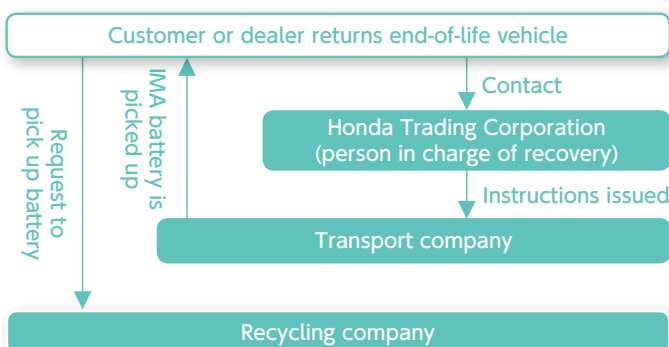 Customer or dealer returns end-of-life vehicle
Contact
Honda Trading Corporation
(person in charge of recovery)
Instructions issued
Transport company
IMA battery is
picked up
Request to
pick up battery
Recycling company